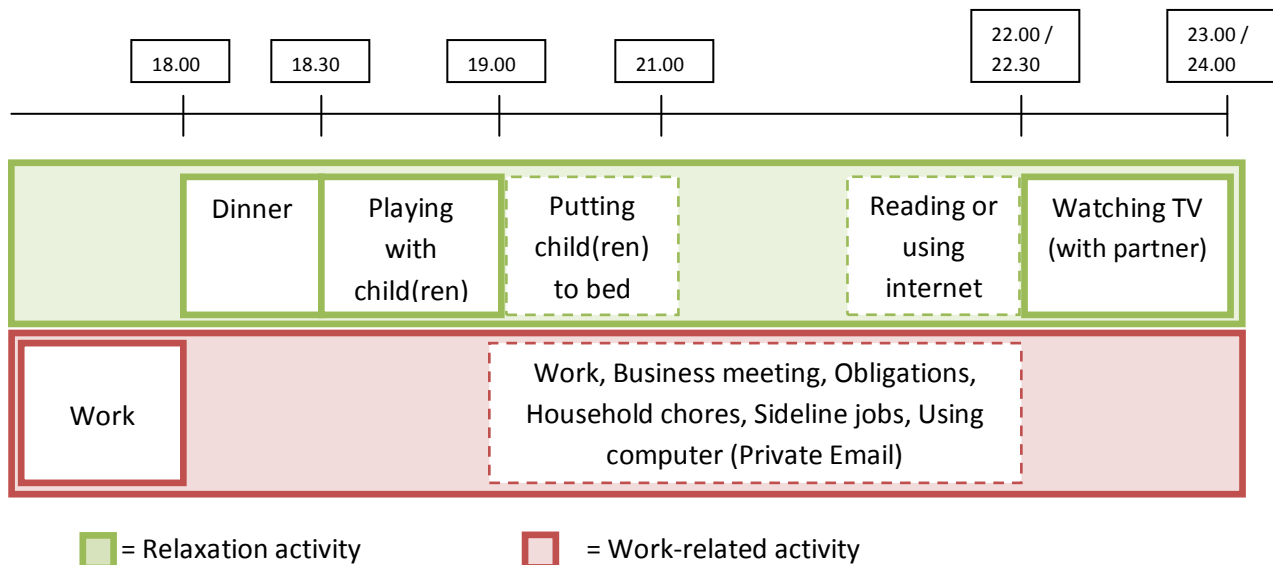 18.00
18.30
19.00
21.00
22.00 /
22.30
23.00 /
24.00
Dinner
Playing
with
child(ren)
Putting
child(ren)
to bed
Reading or
using
internet
Watching TV
(with partner)
Work
Work, Business meeting, Obligations,
Household chores, Sideline jobs, Using
computer (Private Email)
= Relaxation activity
= Work-related activity